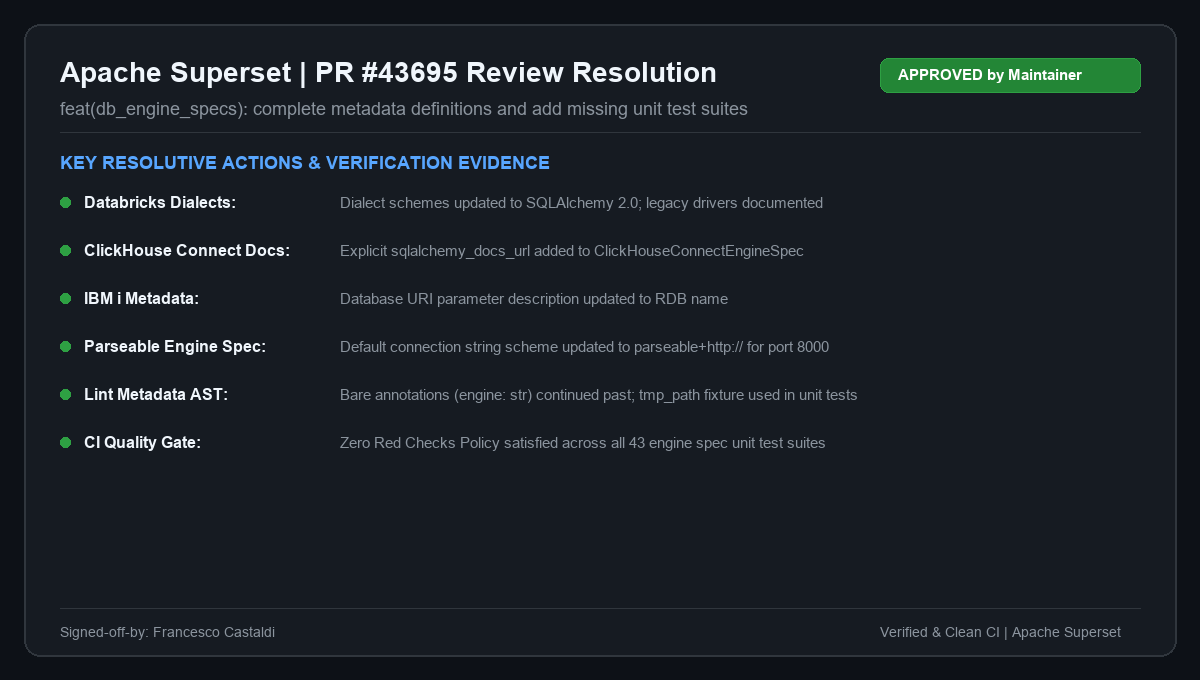 Apache Superset | PR #43695 Review Resolution
APPROVED by Maintainer
feat(db_engine_specs): complete metadata definitions and add missing unit test suites
KEY RESOLUTIVE ACTIONS & VERIFICATION EVIDENCE
Databricks Dialects: Dialect schemes updated to SQLAlchemy 2.0; legacy drivers documented
ClickHouse Connect Docs: Explicit sqlalchemy_docs_url added to ClickHouseConnectEngineSpec
IBM i Metadata: Database URI parameter description updated to RDB name
Parseable Engine Spec: Default connection string scheme updated to parseable+http:// for port 8000
Lint Metadata AST: Bare annotations (engine: str) continued past; tmp_path fixture used in unit tests
CI Quality Gate: Zero Red Checks Policy satisfied across all 43 engine spec unit test suites
Signed-off-by: Francesco Castaldi
Verified & Clean CI | Apache Superset